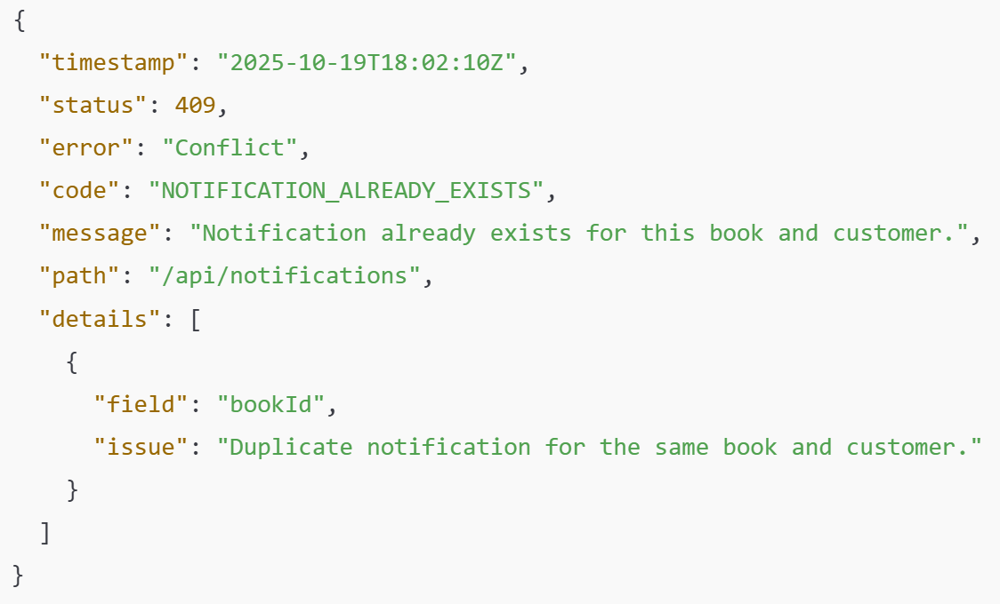 {
  "timestamp": "2025-10-19T18:02:10Z",
  "status": 409,
  "error": "Conflict",
  "code": "NOTIFICATION_ALREADY_EXISTS",
  "message": "Notification already exists for this book and customer.",
  "path": "/api/notifications",
  "details": [
    {
      "field": "bookId",
      "issue": "Duplicate notification for the same book and customer."
    }
  ]
}